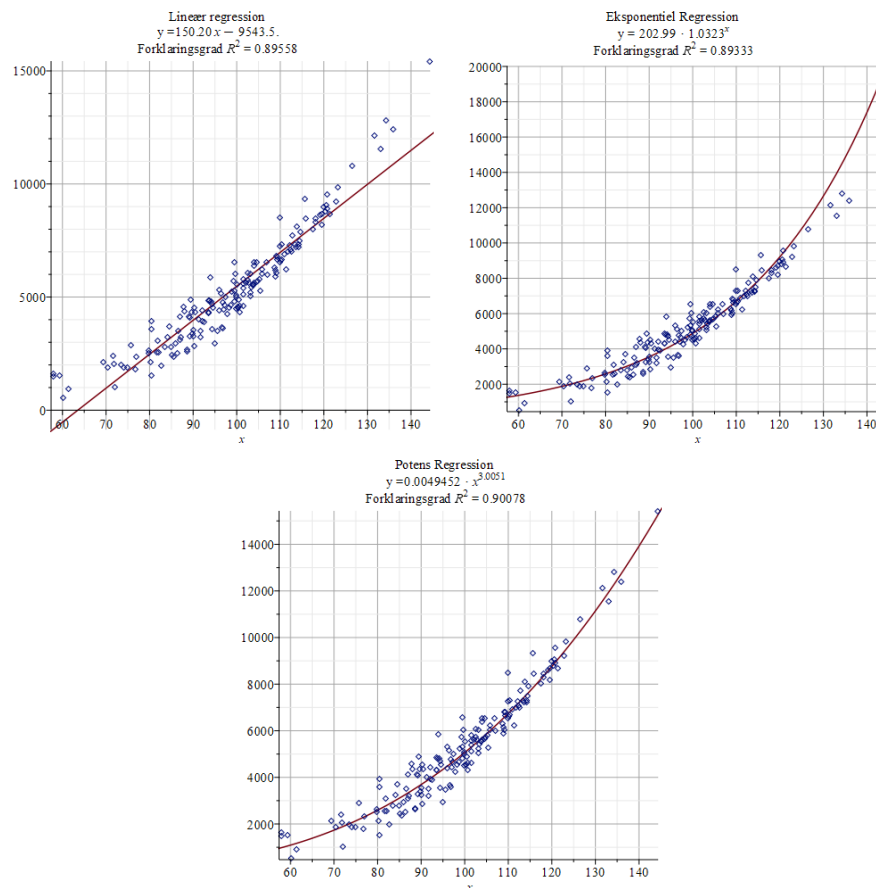 Lineær regression
y =150.20 x − 9543.5.
Forklaringsgrad R² = 0.89558
15000
10000
5000
0
60 70 80 90 100 110 120 130 140
x
Eksponentiel Regression
y = 202.99 · 1.0323ˣ
Forklaringsgrad R² = 0.89333
20000
18000
16000
14000
12000
10000
8000
6000
4000
2000
60 70 80 90 100 110 120 130 140
x
Potens Regression
y =0.0049452 · x³·⁰⁰⁵¹
Forklaringsgrad R² = 0.90078
14000
12000
10000
8000
6000
4000
2000
60 70 80 90 100 110 120 130 140
x